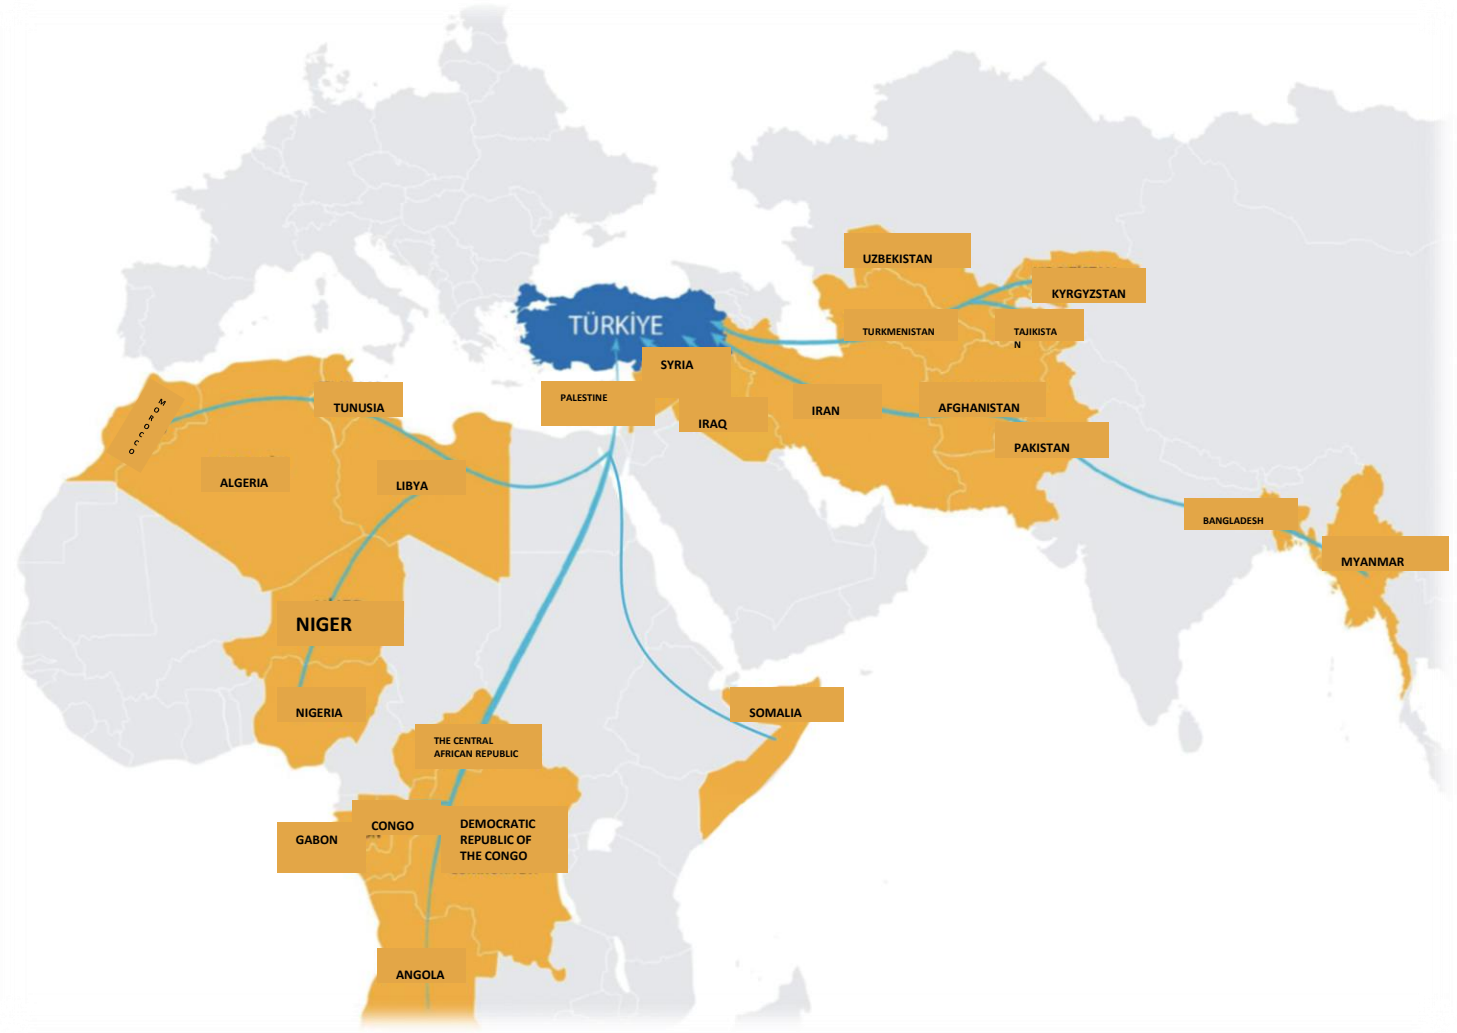 UZBEKISTAN
KYRGYZSTAN
TÜRKİYE
TURKMENISTAN
TAJIKISTA
N
SYRIA
PALESTINE
MOROCCO
TUNUSIA
IRAN
AFGHANISTAN
IRAQ
PAKISTAN
ALGERIA
LIBYA
BANGLADESH
MYANMAR
NIGER
NIGERIA
SOMALIA
THE CENTRAL
AFRICAN REPUBLIC
CONGO
GABON
DEMOCRATIC
REPUBLIC OF
THE CONGO
ANGOLA